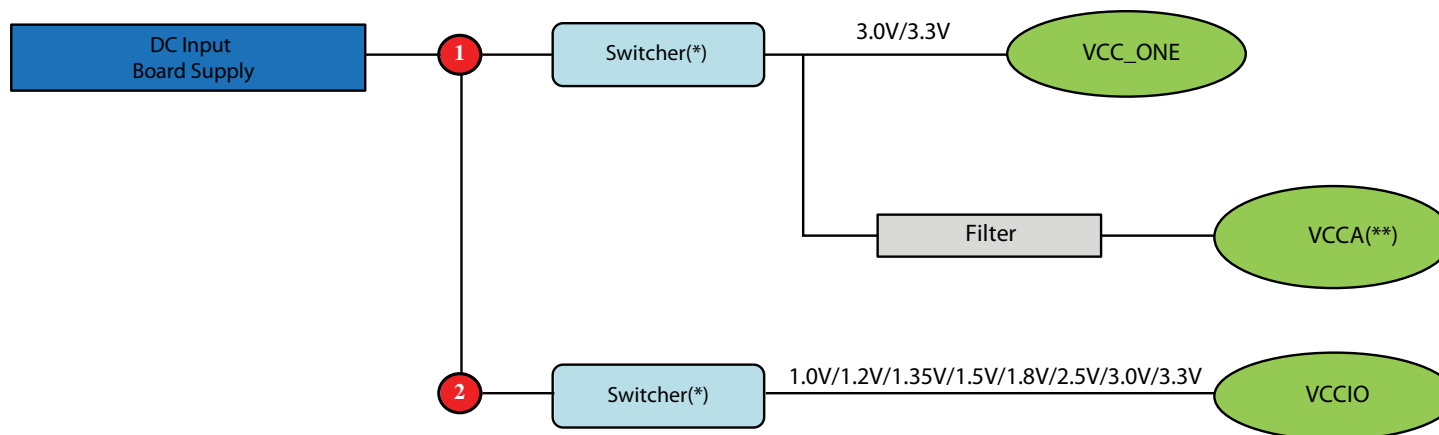 DC Input
Board Supply
1
Switcher(*)
3.0V/3.3V
VCC_ONE
Filter
VCCA(**)
2
Switcher(*)
1.0V/1.2V/1.35V/1.5V/1.8V/2.5V/3.0V/3.3V
VCCIO